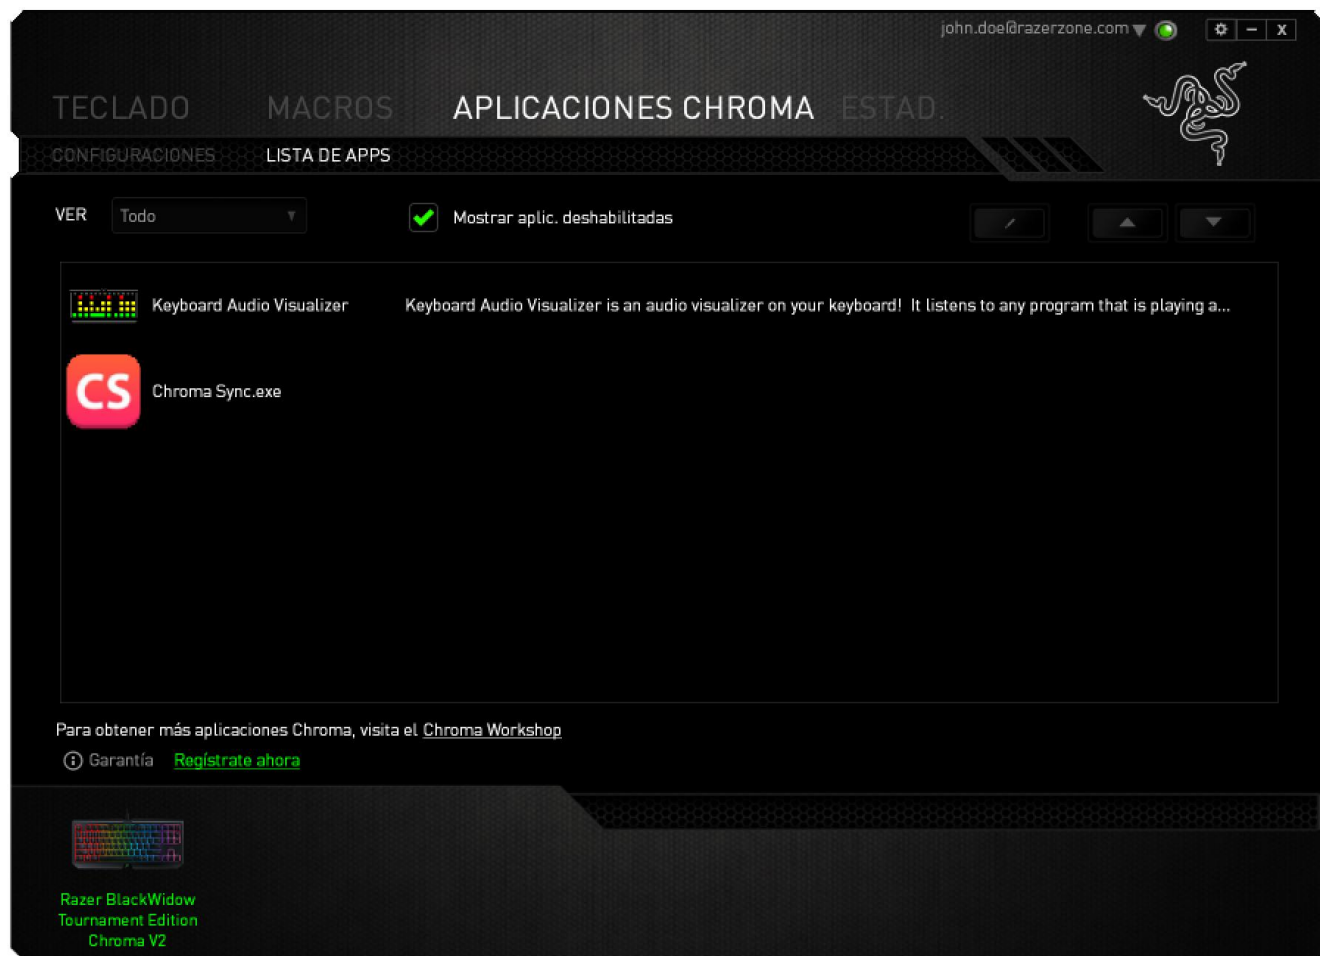 john.doe@razerzone.com
TECLADO MACROS APLICACIONES CHROMA ESTAD.
CONFIGURACIONES LISTA DE APPS
VER Todo Mostrar aplic. deshabilitadas
Keyboard Audio Visualizer Keyboard Audio Visualizer is an audio visualizer on your keyboard! It listens to any program that is playing a...
CS Chroma Sync.exe
Para obtener más aplicaciones Chroma, visita el Chroma Workshop
Garantía Regístrate ahora
Razer BlackWidow
Tournament Edition
Chroma V2